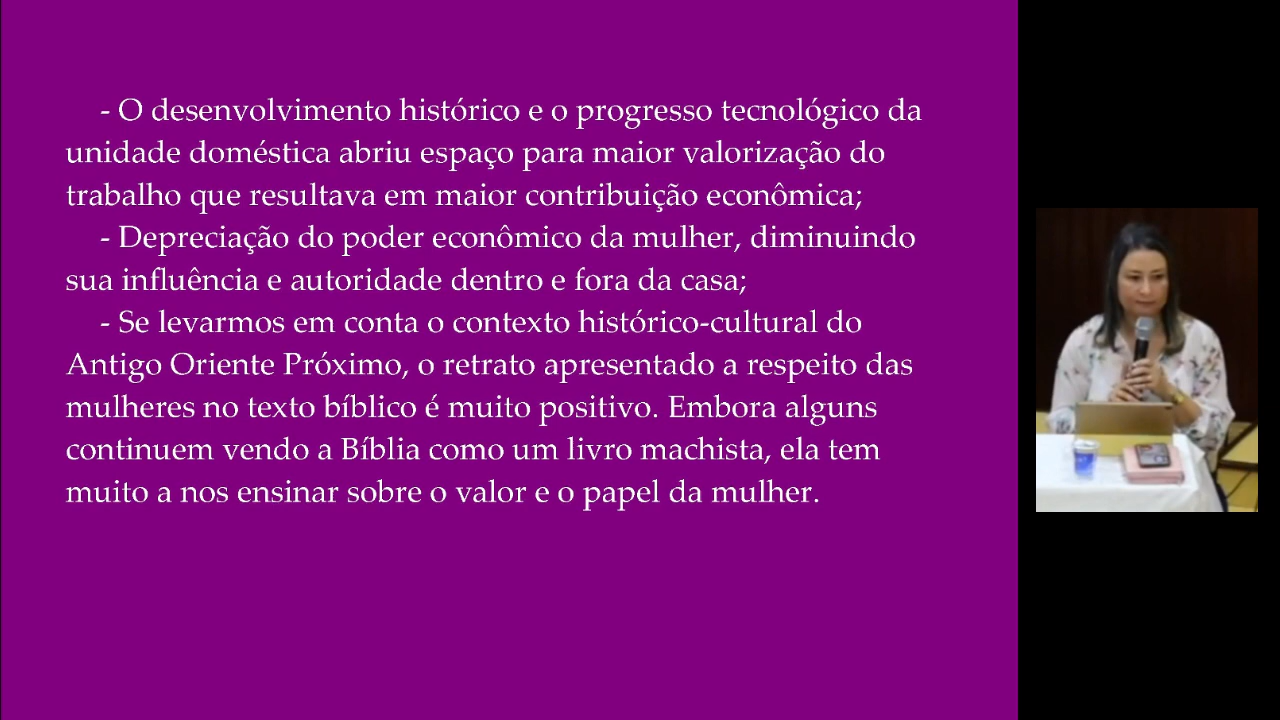 - O desenvolvimento histórico e o progresso tecnológico da
unidade doméstica abriu espaço para maior valorização do
trabalho que resultava em maior contribuição econômica;
- Depreciação do poder econômico da mulher, diminuindo
sua influência e autoridade dentro e fora da casa;
- Se levarmos em conta o contexto histórico-cultural do
Antigo Oriente Próximo, o retrato apresentado a respeito das
mulheres no texto bíblico é muito positivo. Embora alguns
continuem vendo a Bíblia como um livro machista, ela tem
muito a nos ensinar sobre o valor e o papel da mulher.